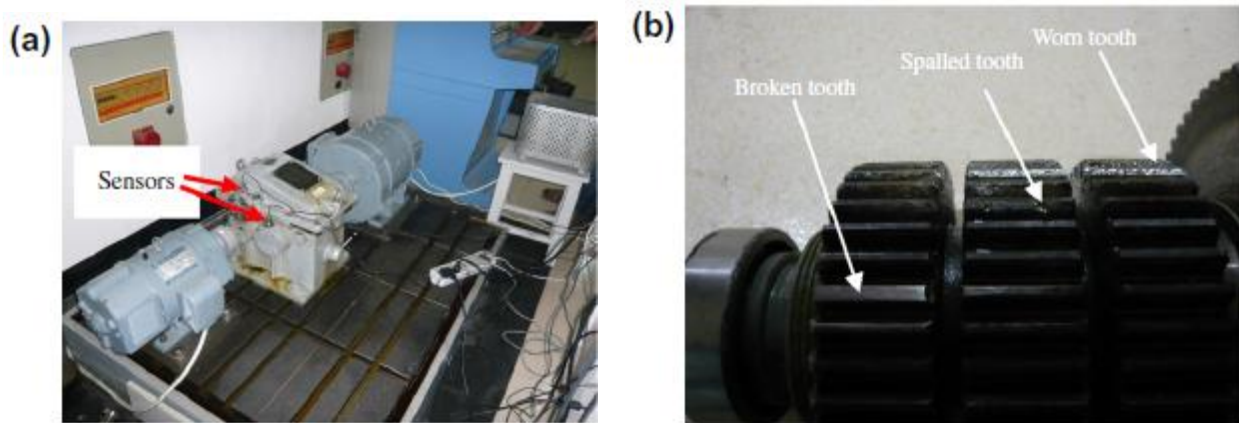 (a)
Sensors
(b)
Worn tooth
Spalled tooth
Broken tooth